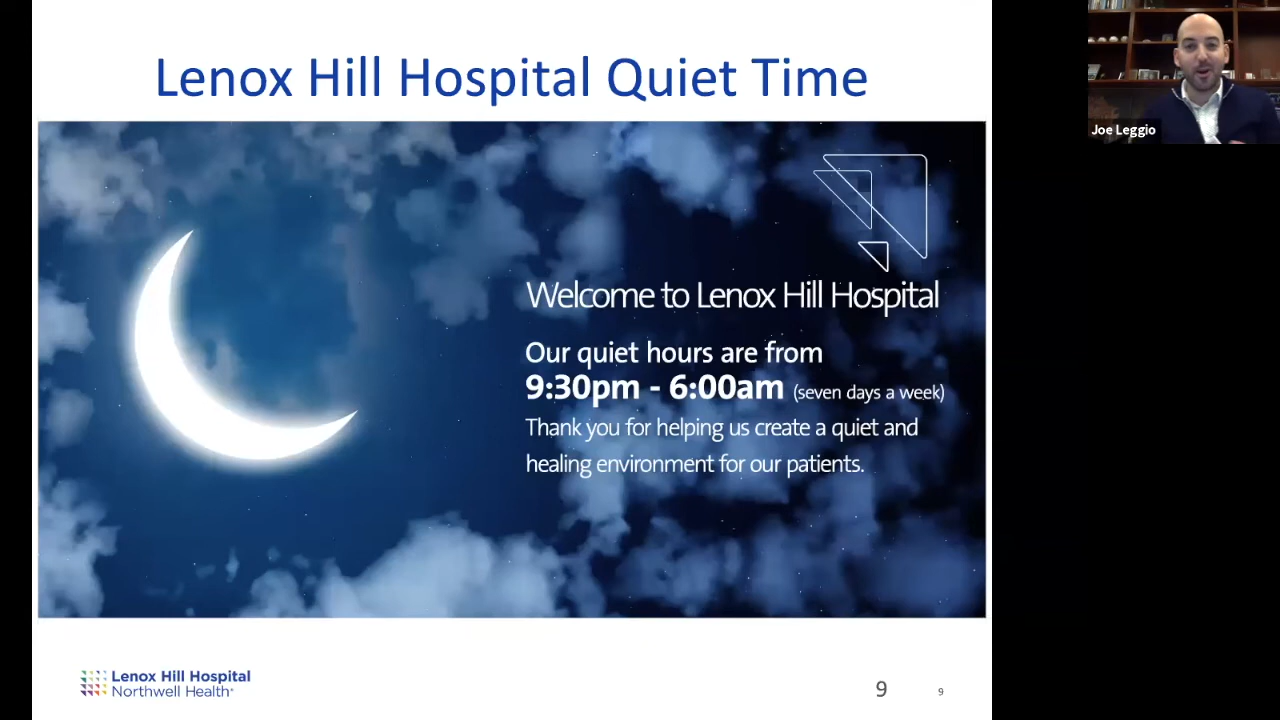 Lenox Hill Hospital Quiet Time
Joe Leggio
Welcome to Lenox Hill Hospital
Our quiet hours are from
9:30pm - 6:00am (seven days a week)
Thank you for helping us create a quiet and
healing environment for our patients.
Lenox Hill Hospital
Northwell Health
9
9